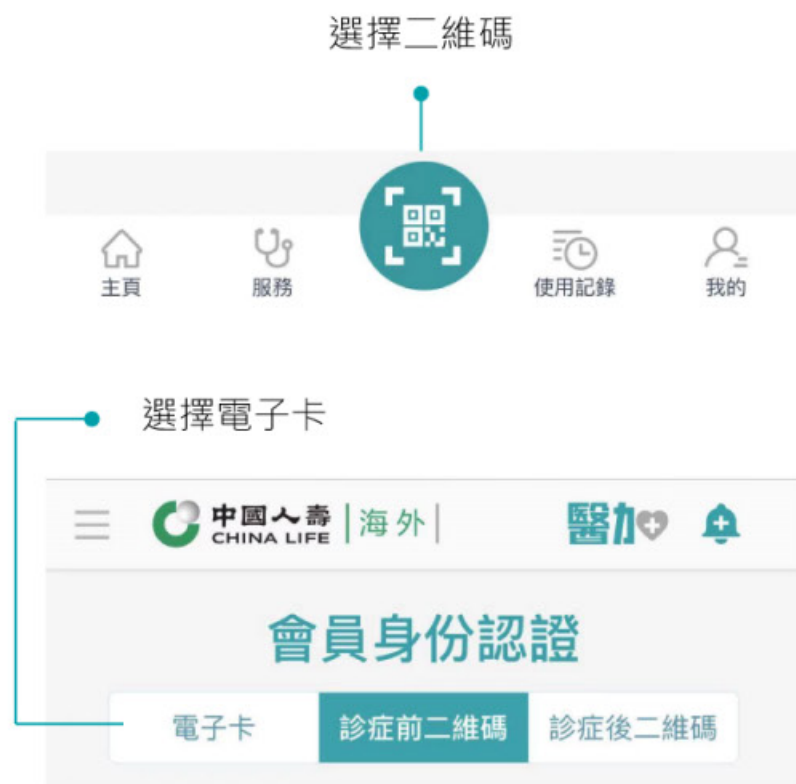 選擇二維碼
主頁
服務
使用記錄
我的
選擇電子卡
中國人壽 海外 醫加
CHINA LIFE
會員身份認證
電子卡 診症前二維碼 診症後二維碼